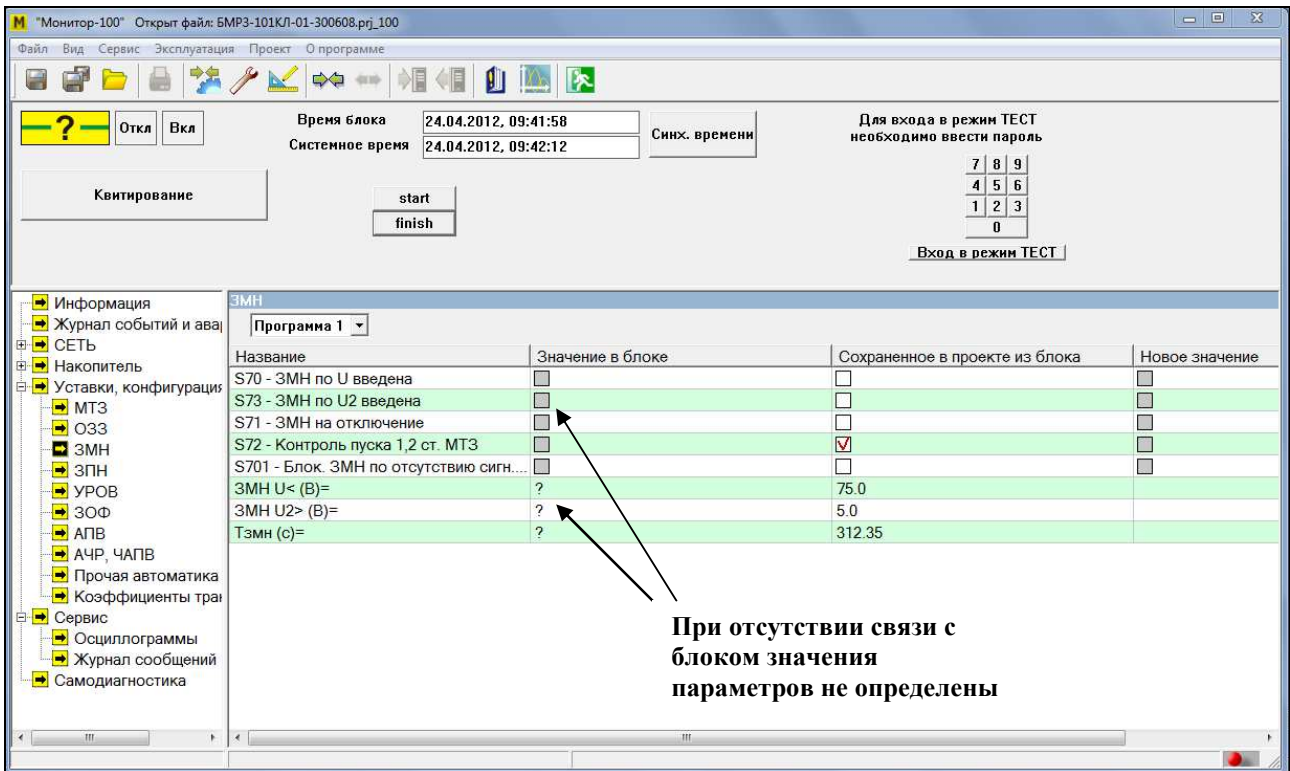 "Монитор-100" Открыт файл: БМРЗ-101КЛ-01-300608.prj_100
Файл Вид Сервис Эксплуатация Проект О программе
? Откл Вкл
Время блока 24.04.2012, 09:41:58
Системное время 24.04.2012, 09:42:12
Синх. времени
Для входа в режим ТЕСТ
необходимо ввести пароль
7 8 9
4 5 6
1 2 3
0
Вход в режим ТЕСТ
Квитирование
start
finish
Информация
Журнал событий и ава
СЕТЬ
Накопитель
Уставки, конфигурация
МТЗ
ОЗЗ
ЗМН
ЗПН
УРОВ
ЗОФ
АПВ
АЧР, ЧАПВ
Прочая автоматика
Коэффициенты тран
Сервис
Осциллограммы
Журнал сообщений
Самодиагностика
ЗМН
Программа 1
Название Значение в блоке Сохраненное в проекте из блока Новое значение
S70 - ЗМН по U введена
S73 - ЗМН по U2 введена
S71 - ЗМН на отключение
S72 - Контроль пуска 1,2 ст. МТЗ
S701 - Блок. ЗМН по отсутствию сигн....
ЗМН U< (В)= ? 75.0
ЗМН U2> (В)= ? 5.0
Тзмн (с)= ? 312.35
При отсутствии связи с
блоком значения
параметров не определены